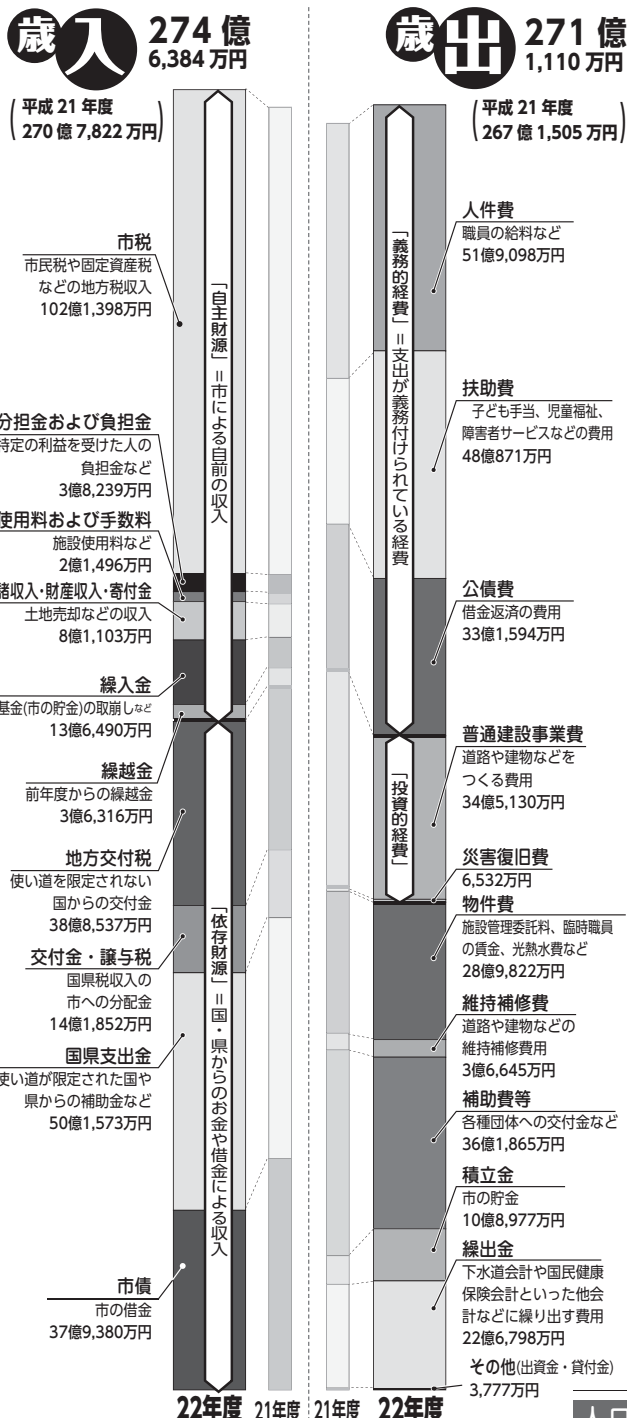 歳入 274億
6,384万円
(平成21年度
270億7,822万円)
市税
市民税や固定資産税
などの地方税収入
102億1,398万円
分担金および負担金
特定の利益を受けた人の
負担金など
3億8,239万円
使用料および手数料
施設使用料など
2億1,496万円
諸収入・財産収入・寄付金
土地売却などの収入
8億1,103万円
繰入金
基金(市の貯金)の取崩しなど
13億6,490万円
繰越金
前年度からの繰越金
3億6,316万円
地方交付税
使い道を限定されない
国からの交付金
38億8,537万円
交付金・譲与税
国県税収入の
市への分配金
14億1,852万円
国県支出金
使い道が限定された国や
県からの補助金など
50億1,573万円
市債
市の借金
37億9,380万円
「自主財源」=市による自前の収入
「依存財源」=国・県からのお金や借金による収入
22年度
21年度
歳出 271億
1,110万円
(平成21年度
267億1,505万円)
「義務的経費」=支出が義務付けられている経費
「投資的経費」
人件費
職員の給料など
51億9,098万円
扶助費
子ども手当、児童福祉、
障害者サービスなどの費用
48億871万円
公債費
借金返済の費用
33億1,594万円
普通建設事業費
道路や建物などを
つくる費用
34億5,130万円
災害復旧費
6,532万円
物件費
施設管理委託料、臨時職員
の賃金、光熱水費など
28億9,822万円
維持補修費
道路や建物などの
維持補修費用
3億6,645万円
補助費等
各種団体への交付金など
36億1,865万円
積立金
市の貯金
10億8,977万円
繰出金
下水道会計や国民健康
保険会計といった他会
計などに繰り出す費用
22億6,798万円
その他(出資金・貸付金)
3,777万円
21年度
22年度